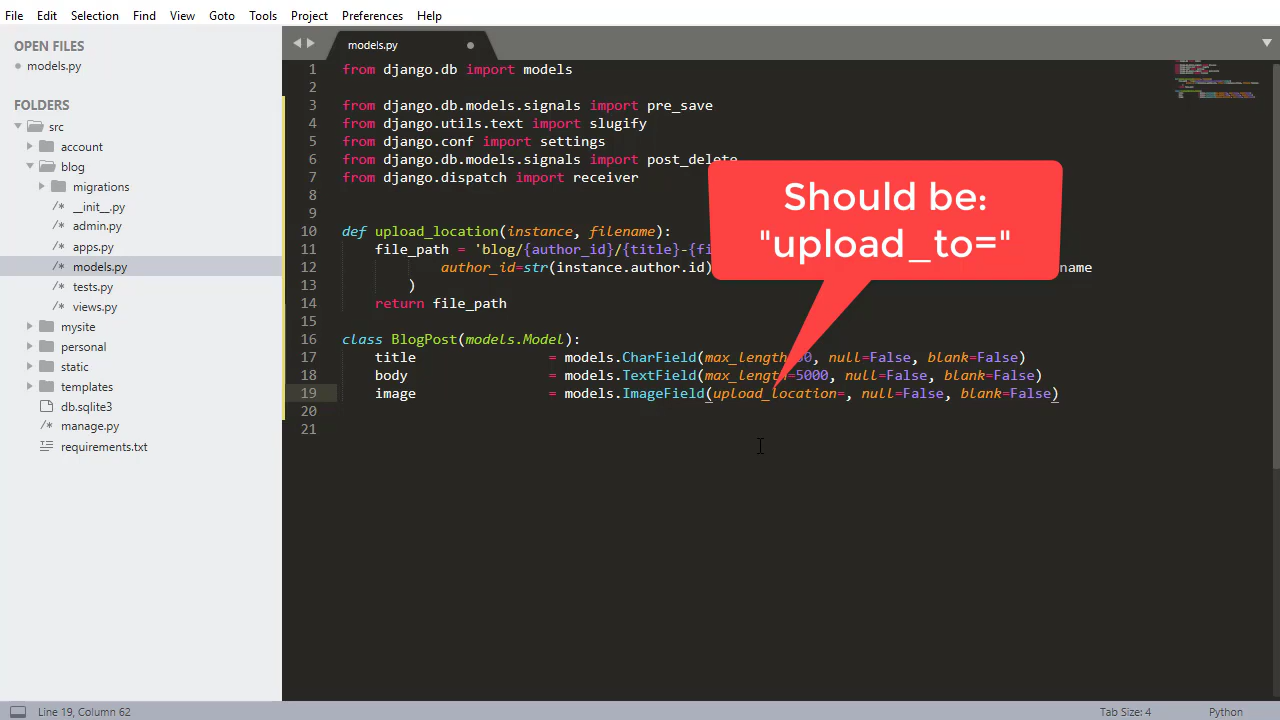 File Edit Selection Find View Goto Tools Project Preferences Help
OPEN FILES
models.py
FOLDERS
src
account
blog
migrations
/* __init__.py
/* admin.py
/* apps.py
/* models.py
/* tests.py
/* views.py
mysite
personal
static
templates
db.sqlite3
manage.py
requirements.txt
models.py
1 from django.db import models
2
3 from django.db.models.signals import pre_save
4 from django.utils.text import slugify
5 from django.conf import settings
6 from django.db.models.signals import post_delete
7 from django.dispatch import receiver
8
9
10 def upload_location(instance, filename):
11 file_path = 'blog/{author_id}/{title}-{fi
12 author_id=str(instance.author.id) name
13 )
14 return file_path
15
16 class BlogPost(models.Model):
17 title = models.CharField(max_length 0, null=False, blank=False)
18 body = models.TextField(max_length=5000, null=False, blank=False)
19 image = models.ImageField(upload_location=, null=False, blank=False)
20
21
Should be:
"upload_to="
Line 19, Column 62
Tab Size: 4
Python